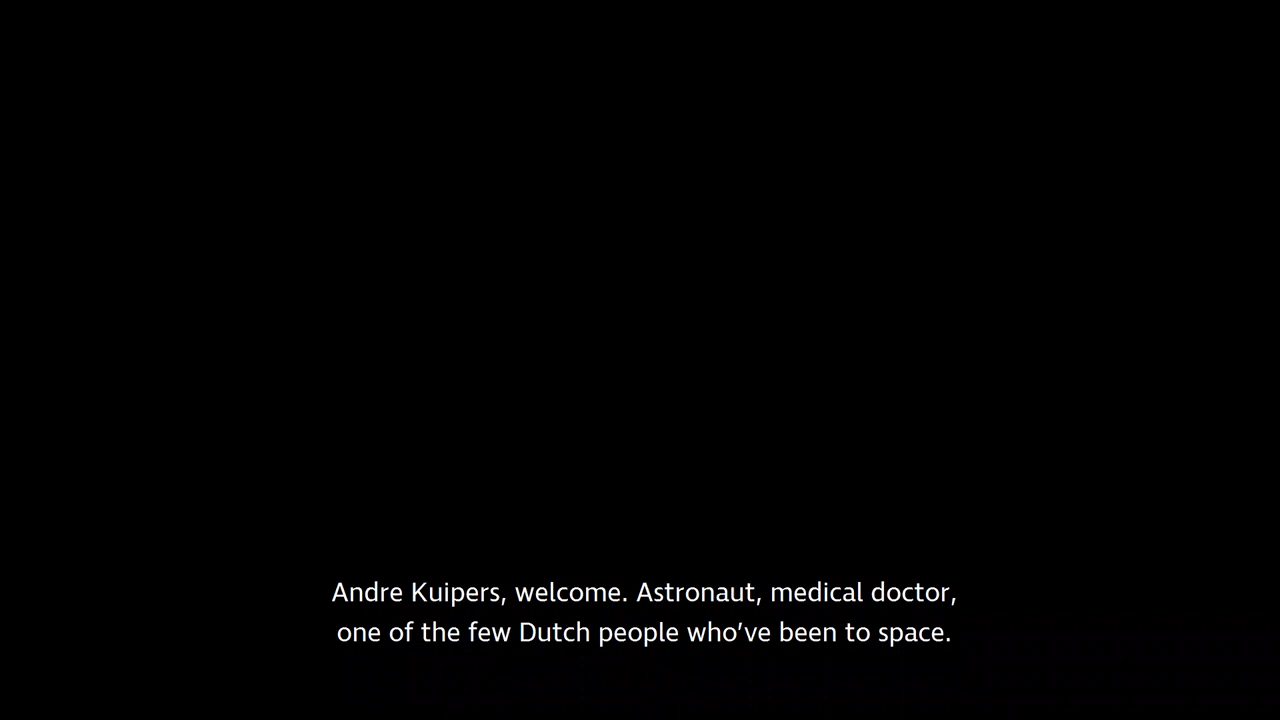 Andre Kuipers, welcome. Astronaut, medical doctor,
one of the few Dutch people who’ve been to space.